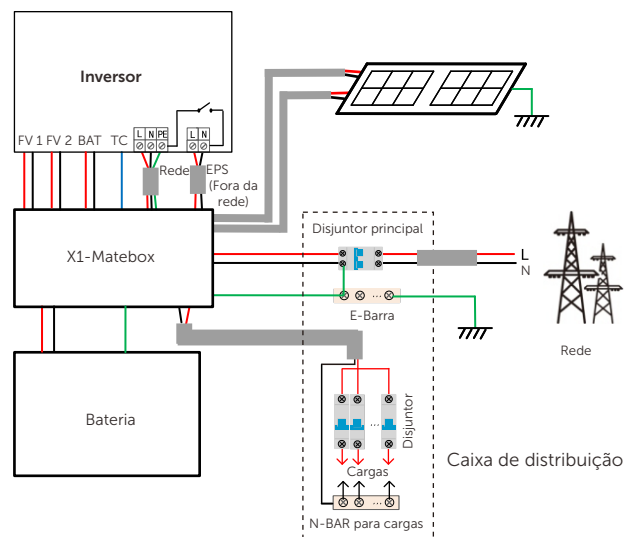 Inversor
L N PE
L N
FV 1 FV 2 BAT TC
Rede
EPS
(Fora da
rede)
X1-Matebox
Disjuntor principal
L
N
E-Barra
Rede
Bateria
Disjuntor
Cargas
Caixa de distribuição
N-BAR para cargas